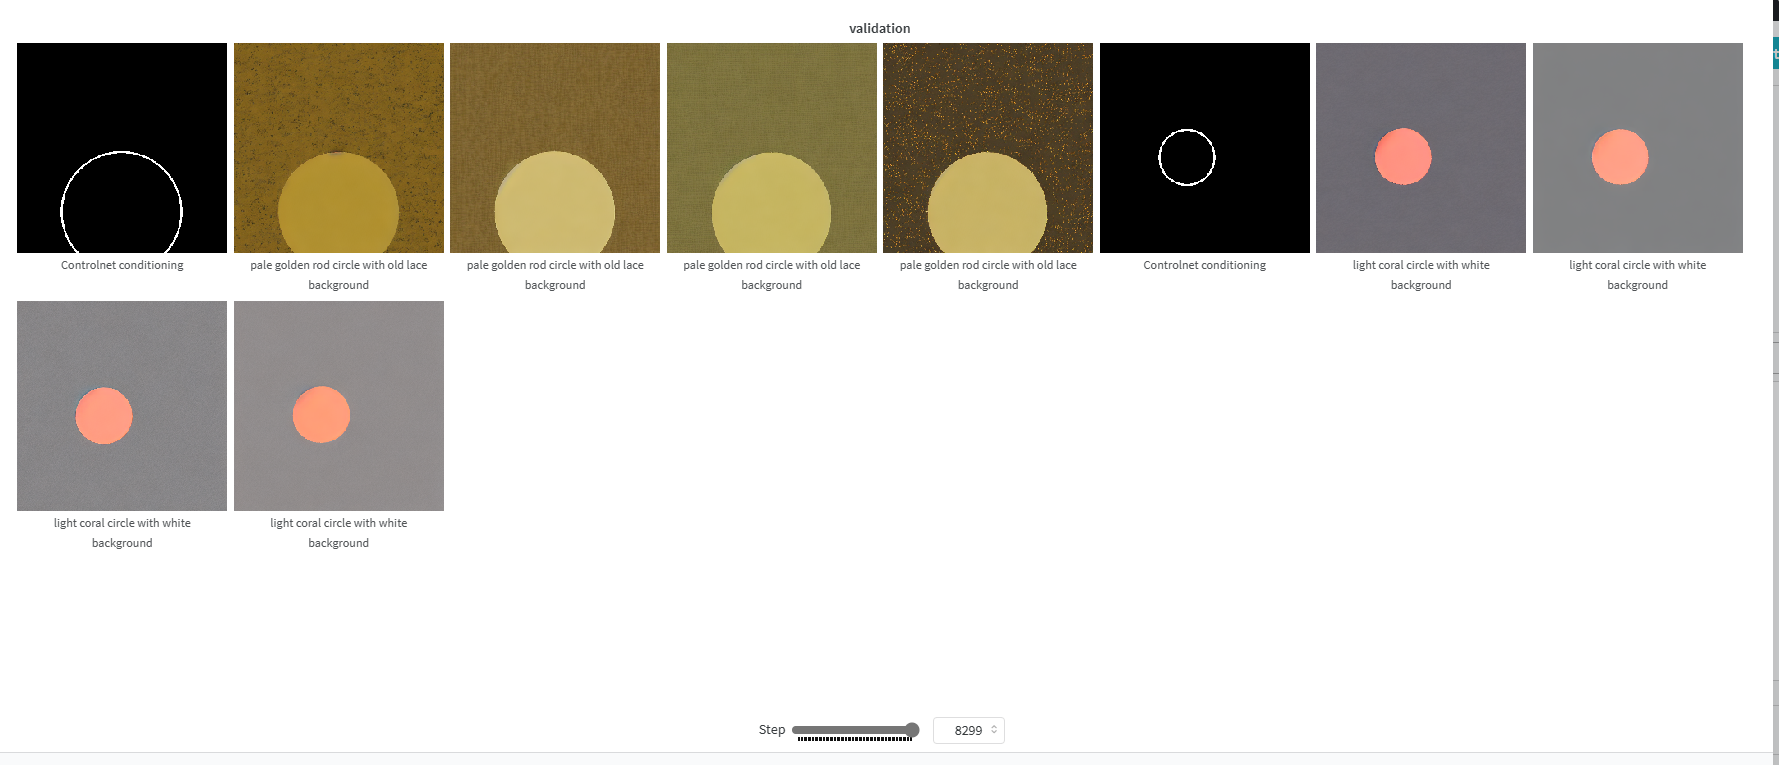 validation
Controlnet conditioning
pale golden rod circle with old lace
background
pale golden rod circle with old lace
background
pale golden rod circle with old lace
background
pale golden rod circle with old lace
background
Controlnet conditioning
light coral circle with white
background
light coral circle with white
background
light coral circle with white
background
light coral circle with white
background
Step
8299